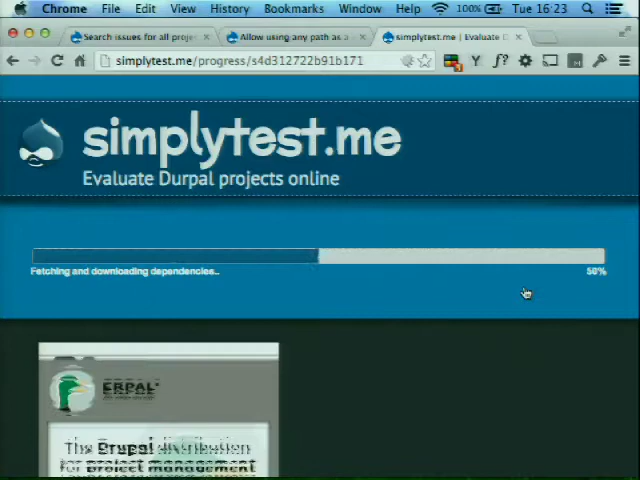 Chrome File Edit View History Bookmarks Window Help 100% Tue 16:23
Search issues for all proje Allow using any path as a simplytest.me | Evaluate D
simplytest.me/progress/s4d312722b91b171
simplytest.me
Evaluate Durpal projects online
Fetching and downloading dependencies.. 50%
ERPAL
The Drupal distribution
for project management